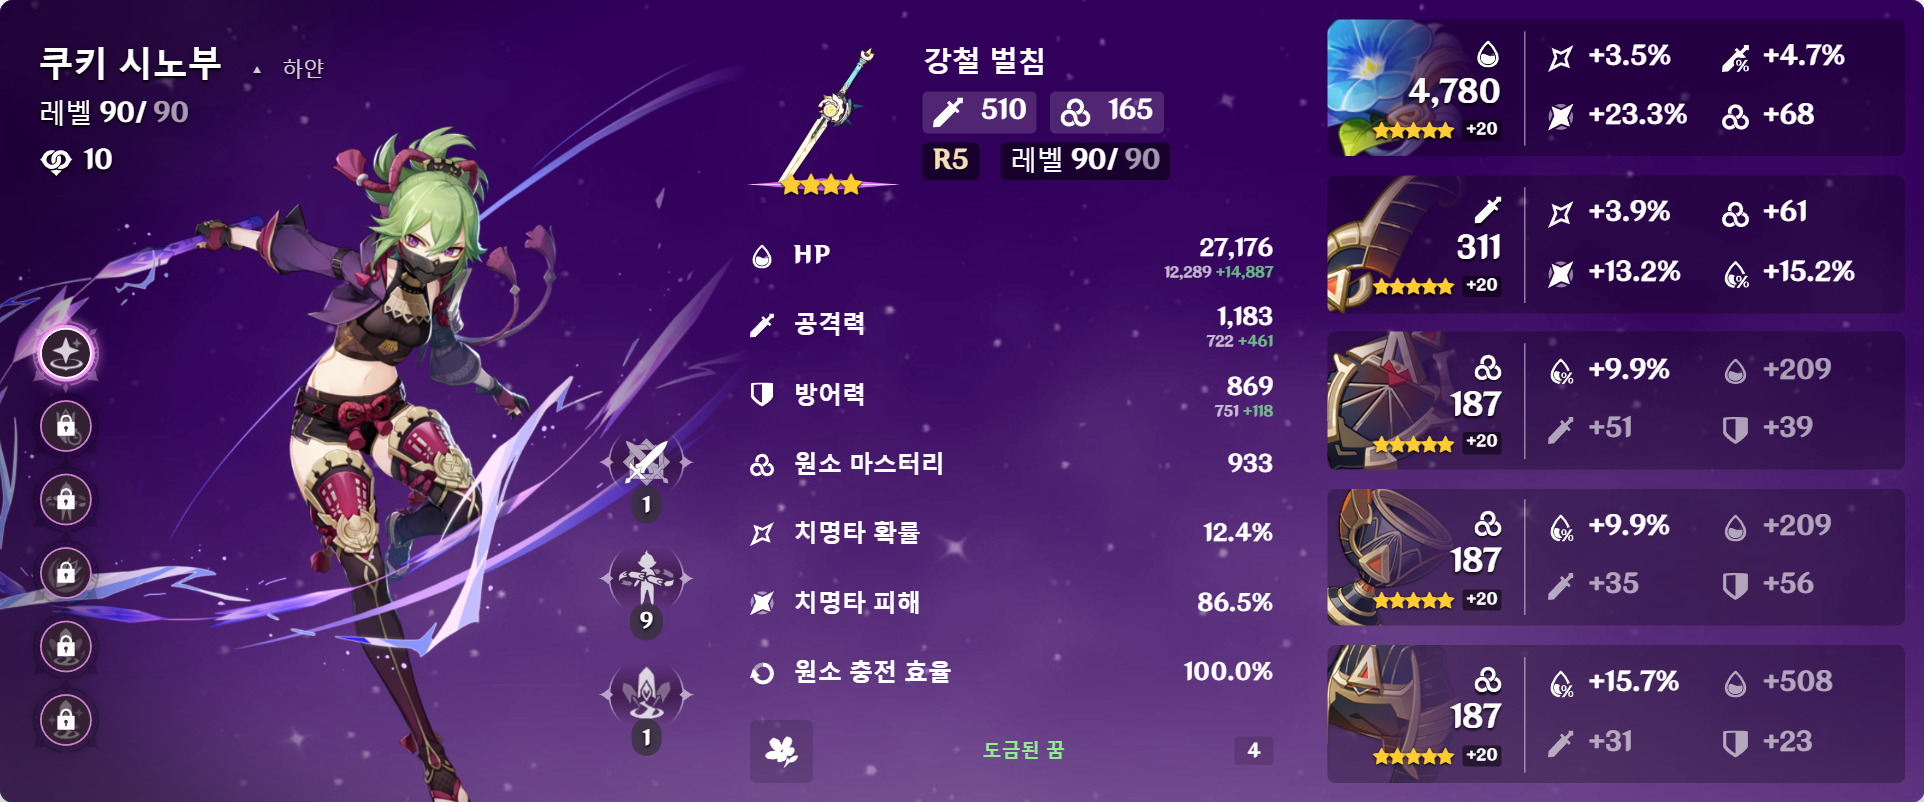 쿠키 시노부 ▲ 하얀
레벨 90/ 90
10
1
9
1
강철 벌침
510 165
R5 레벨 90/ 90
HP 27,176
12,289 +14,887
공격력 1,183
722 +461
방어력 869
751 +118
원소 마스터리 933
치명타 확률 12.4%
치명타 피해 86.5%
원소 충전 효율 100.0%
도금된 꿈 4
4,780
+20
+3.5% +4.7%
+23.3% +68
311
+20
+3.9% +61
+13.2% +15.2%
187
+20
+9.9% +209
+51 +39
187
+20
+9.9% +209
+35 +56
187
+20
+15.7% +508
+31 +23